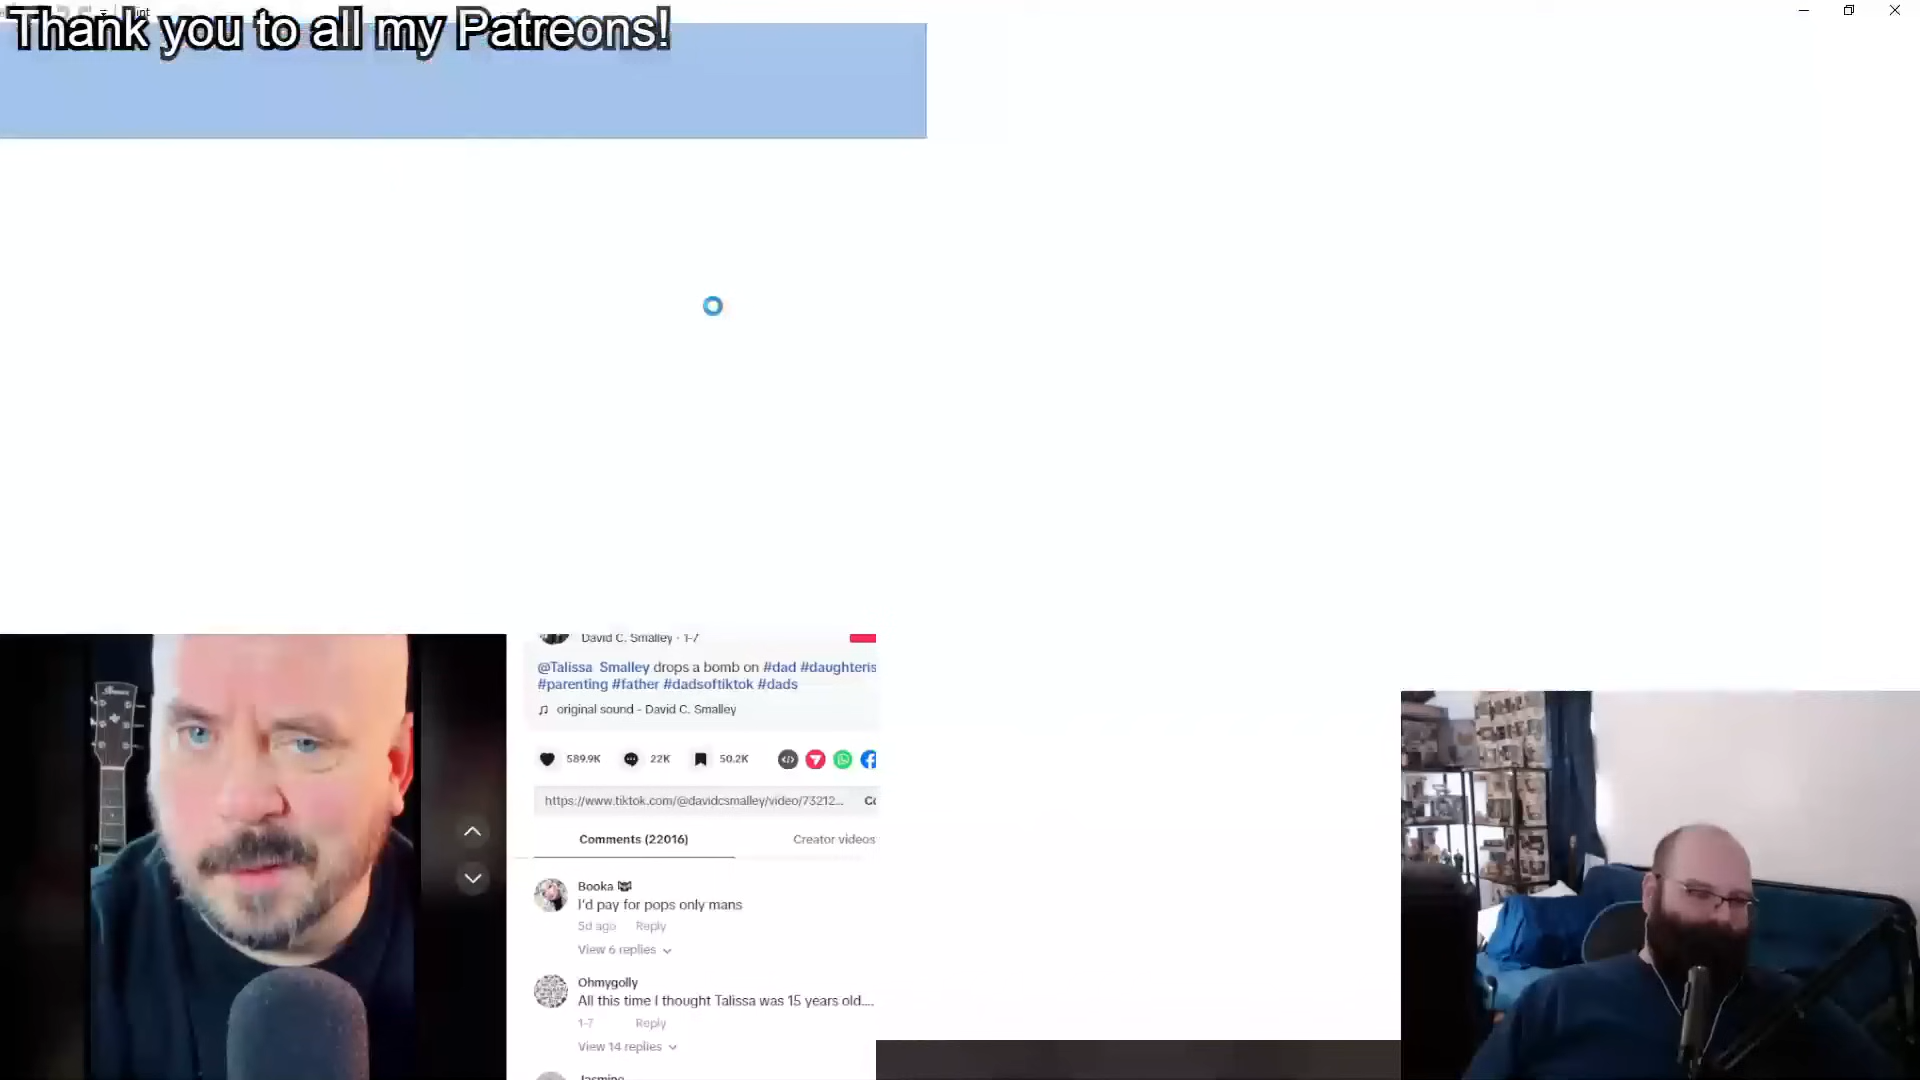 Thank you to all my Patreons!
David C. Smalley · 1-7
@Talissa Smalley drops a bomb on #dad #daughteris
#parenting #father #dadsoftiktok #dads
original sound - David C. Smalley
589.9K 22K 50.2K
https://www.tiktok.com/@davidcsmalley/video/73212...
Comments (22016) Creator videos
Booka
I'd pay for pops only mans
5d ago Reply
View 6 replies
Ohmygolly
All this time I thought Talissa was 15 years old....
1-7 Reply
View 14 replies
Jasmine